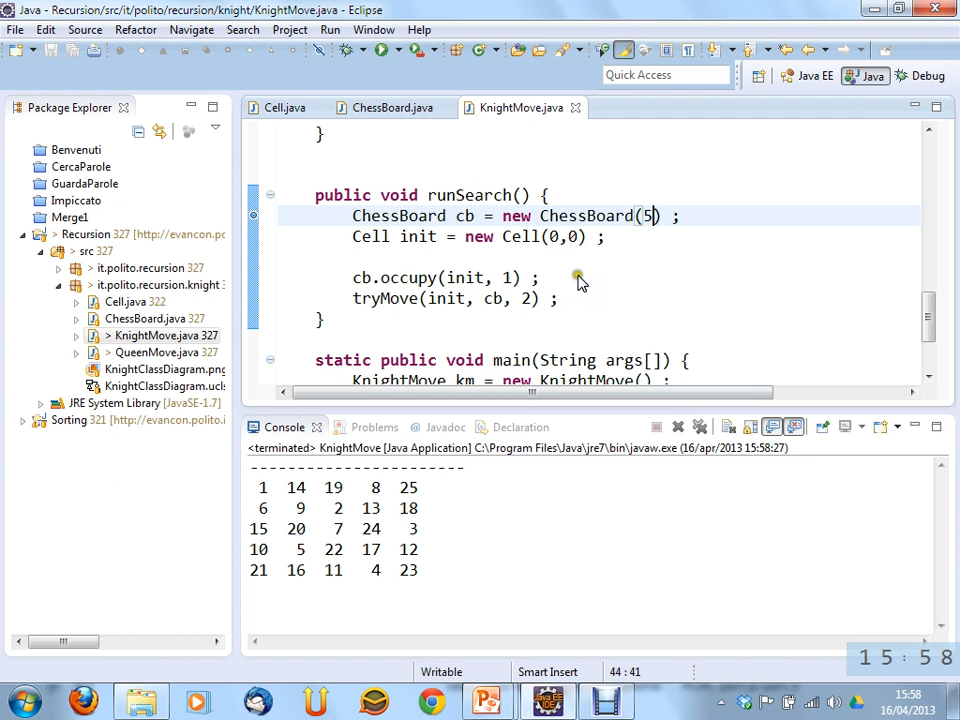 Java - Recursion/src/it/polito/recursion/knight/KnightMove.java - Eclipse
File Edit Source Refactor Navigate Search Project Run Window Help
Quick Access
Java EE Java Debug
Package Explorer
Cell.java ChessBoard.java KnightMove.java
Benvenuti
CercaParole
GuardaParole
Impiccato
Merge1
Recursion 327 [http://evancon.
src 327
it.polito.recursion 327
it.polito.recursion.knight
Cell.java 322
ChessBoard.java 327
> KnightMove.java 327
QueenMove.java 327
KnightClassDiagram.png
KnightClassDiagram.ucls
JRE System Library [JavaSE-1.7]
Sorting 321 [http://evancon.polito.i
}
public void runSearch() {
ChessBoard cb = new ChessBoard(5) ;
Cell init = new Cell(0,0) ;
cb.occupy(init, 1) ;
tryMove(init, cb, 2) ;
}
static public void main(String args[]) {
KnightMove km = new KnightMove() ;
Console Problems Javadoc Declaration
<terminated> KnightMove [Java Application] C:\Program Files\Java\jre7\bin\javaw.exe (16/apr/2013 15:58:27)
-----------------------
1 14 19 8 25
6 9 2 13 18
15 20 7 24 3
10 5 22 17 12
21 16 11 4 23
15:58
Writable Smart Insert 44 : 41
15:58
16/04/2013